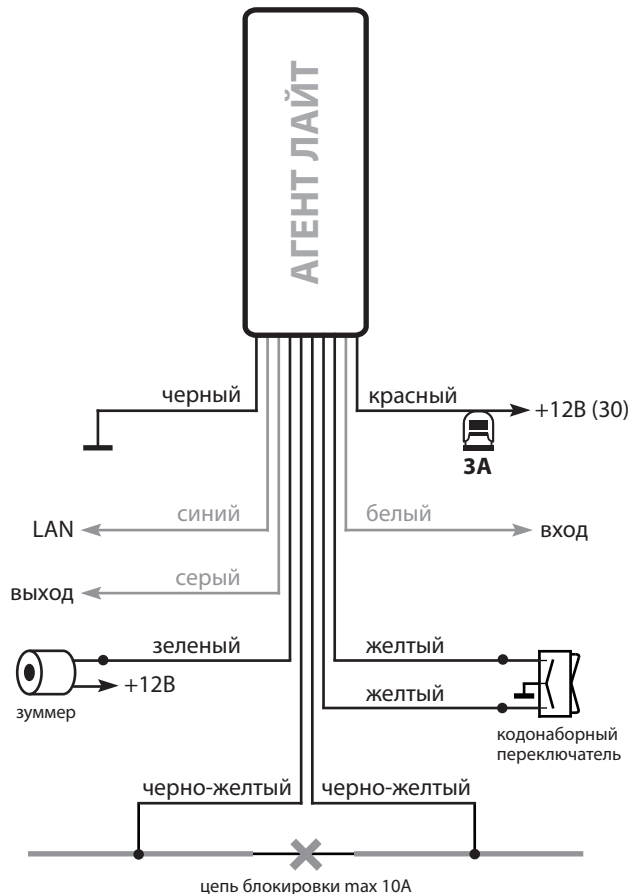 АГЕНТ ЛАЙТ
черный
красный
+12В (30)
3А
синий
белый
LAN
вход
серый
выход
зеленый
желтый
+12В
зуммер
желтый
кодонаборный
переключатель
черно-желтый
черно-желтый
цепь блокировки max 10А